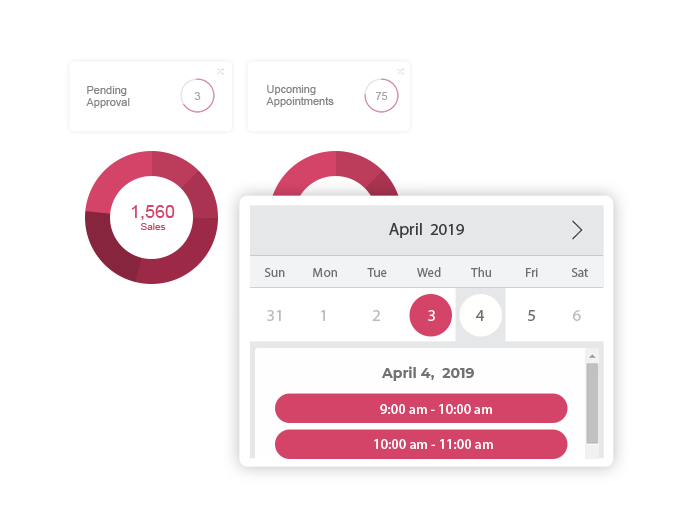 Pending
Approval
3
Upcoming
Appointments
75
1,560
Sales
April 2019
Sun Mon Tue Wed Thu Fri Sat
31 1 2 3 4 5 6
April 4, 2019
9:00 am - 10:00 am
10:00 am - 11:00 am